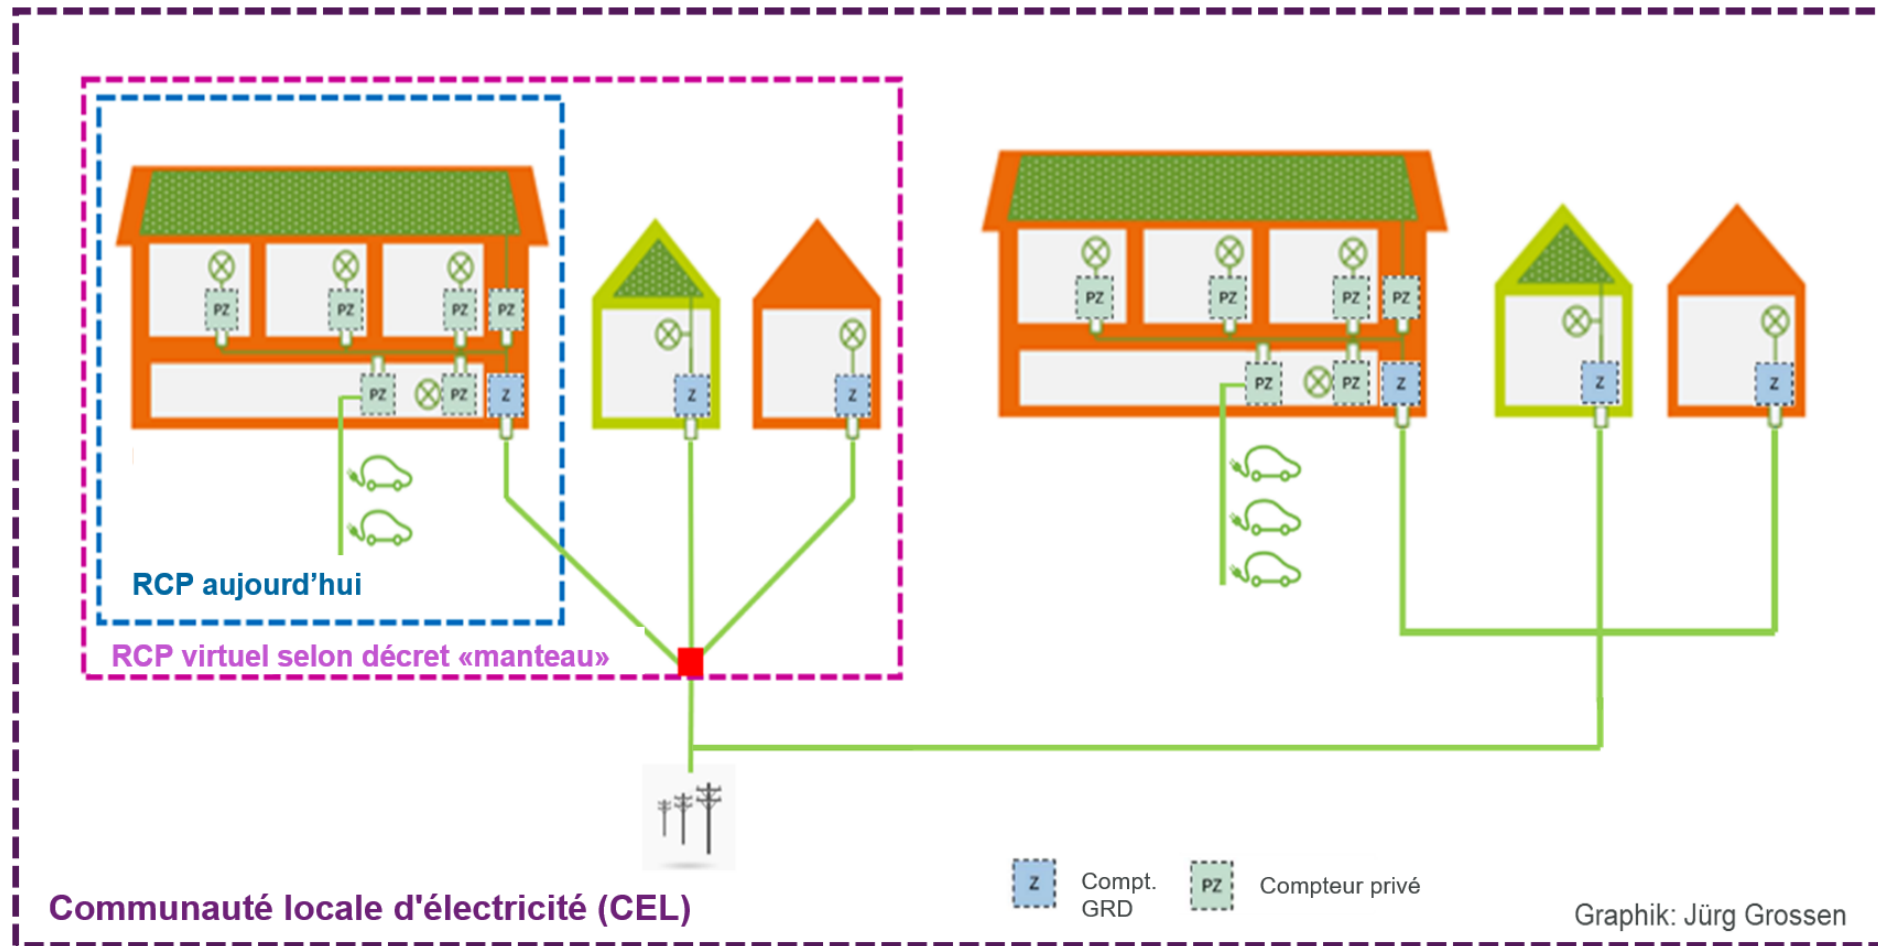 PZ PZ PZ PZ
PZ PZ Z
Z
Z
PZ PZ PZ PZ
PZ PZ Z
Z
Z
RCP aujourd’hui
RCP virtuel selon décret «manteau»
Communauté locale d'électricité (CEL)
Z
Compt.
GRD
PZ
Compteur privé
Graphik: Jürg Grossen